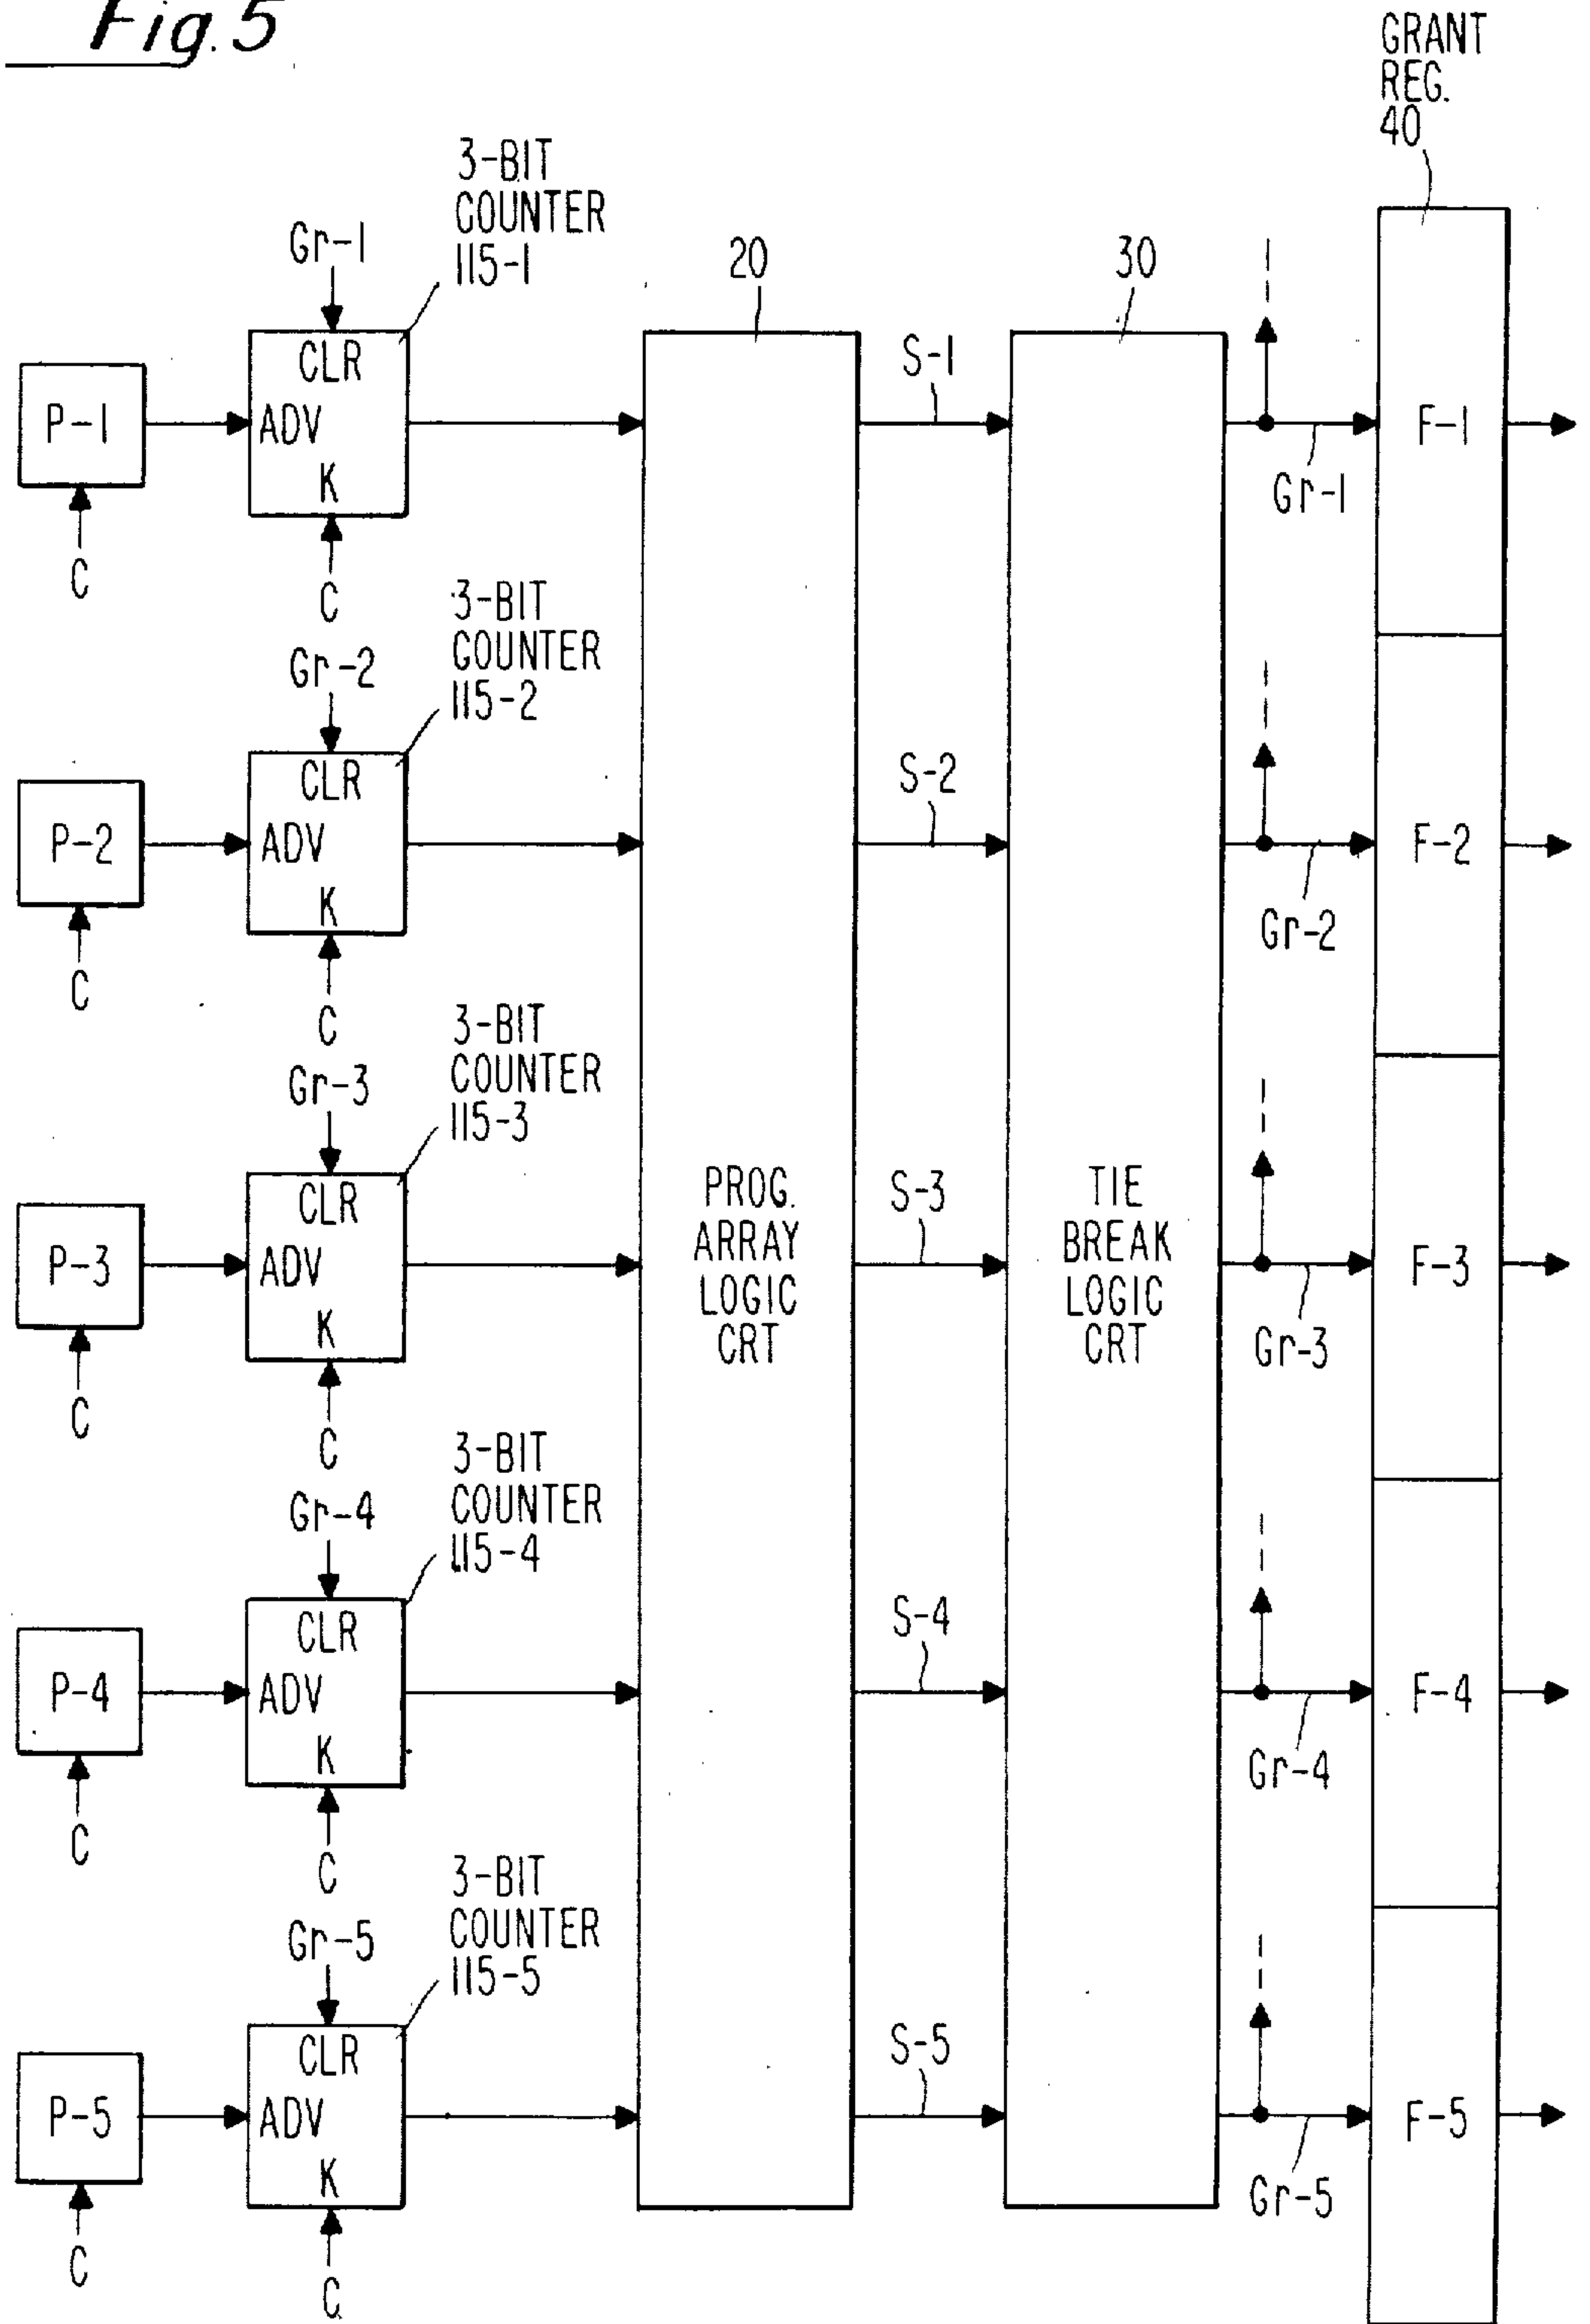 Fig. 5
GRANT
REG.
40
3-BIT
COUNTER
115-1
Gr-1
20
30
CLR
P-1
ADV
K
S-1
F-1
Gr-1
C
C
3-BIT
COUNTER
115-2
Gr-2
CLR
P-2
ADV
K
S-2
F-2
Gr-2
C
C
3-BIT
COUNTER
115-3
Gr-3
CLR
P-3
ADV
K
PROG.
ARRAY
LOGIC
CRT
S-3
TIE
BREAK
LOGIC
CRT
F-3
Gr-3
C
C
3-BIT
COUNTER
115-4
Gr-4
CLR
P-4
ADV
K
S-4
F-4
Gr-4
C
C
3-BIT
COUNTER
115-5
Gr-5
CLR
P-5
ADV
K
S-5
F-5
Gr-5
C
C